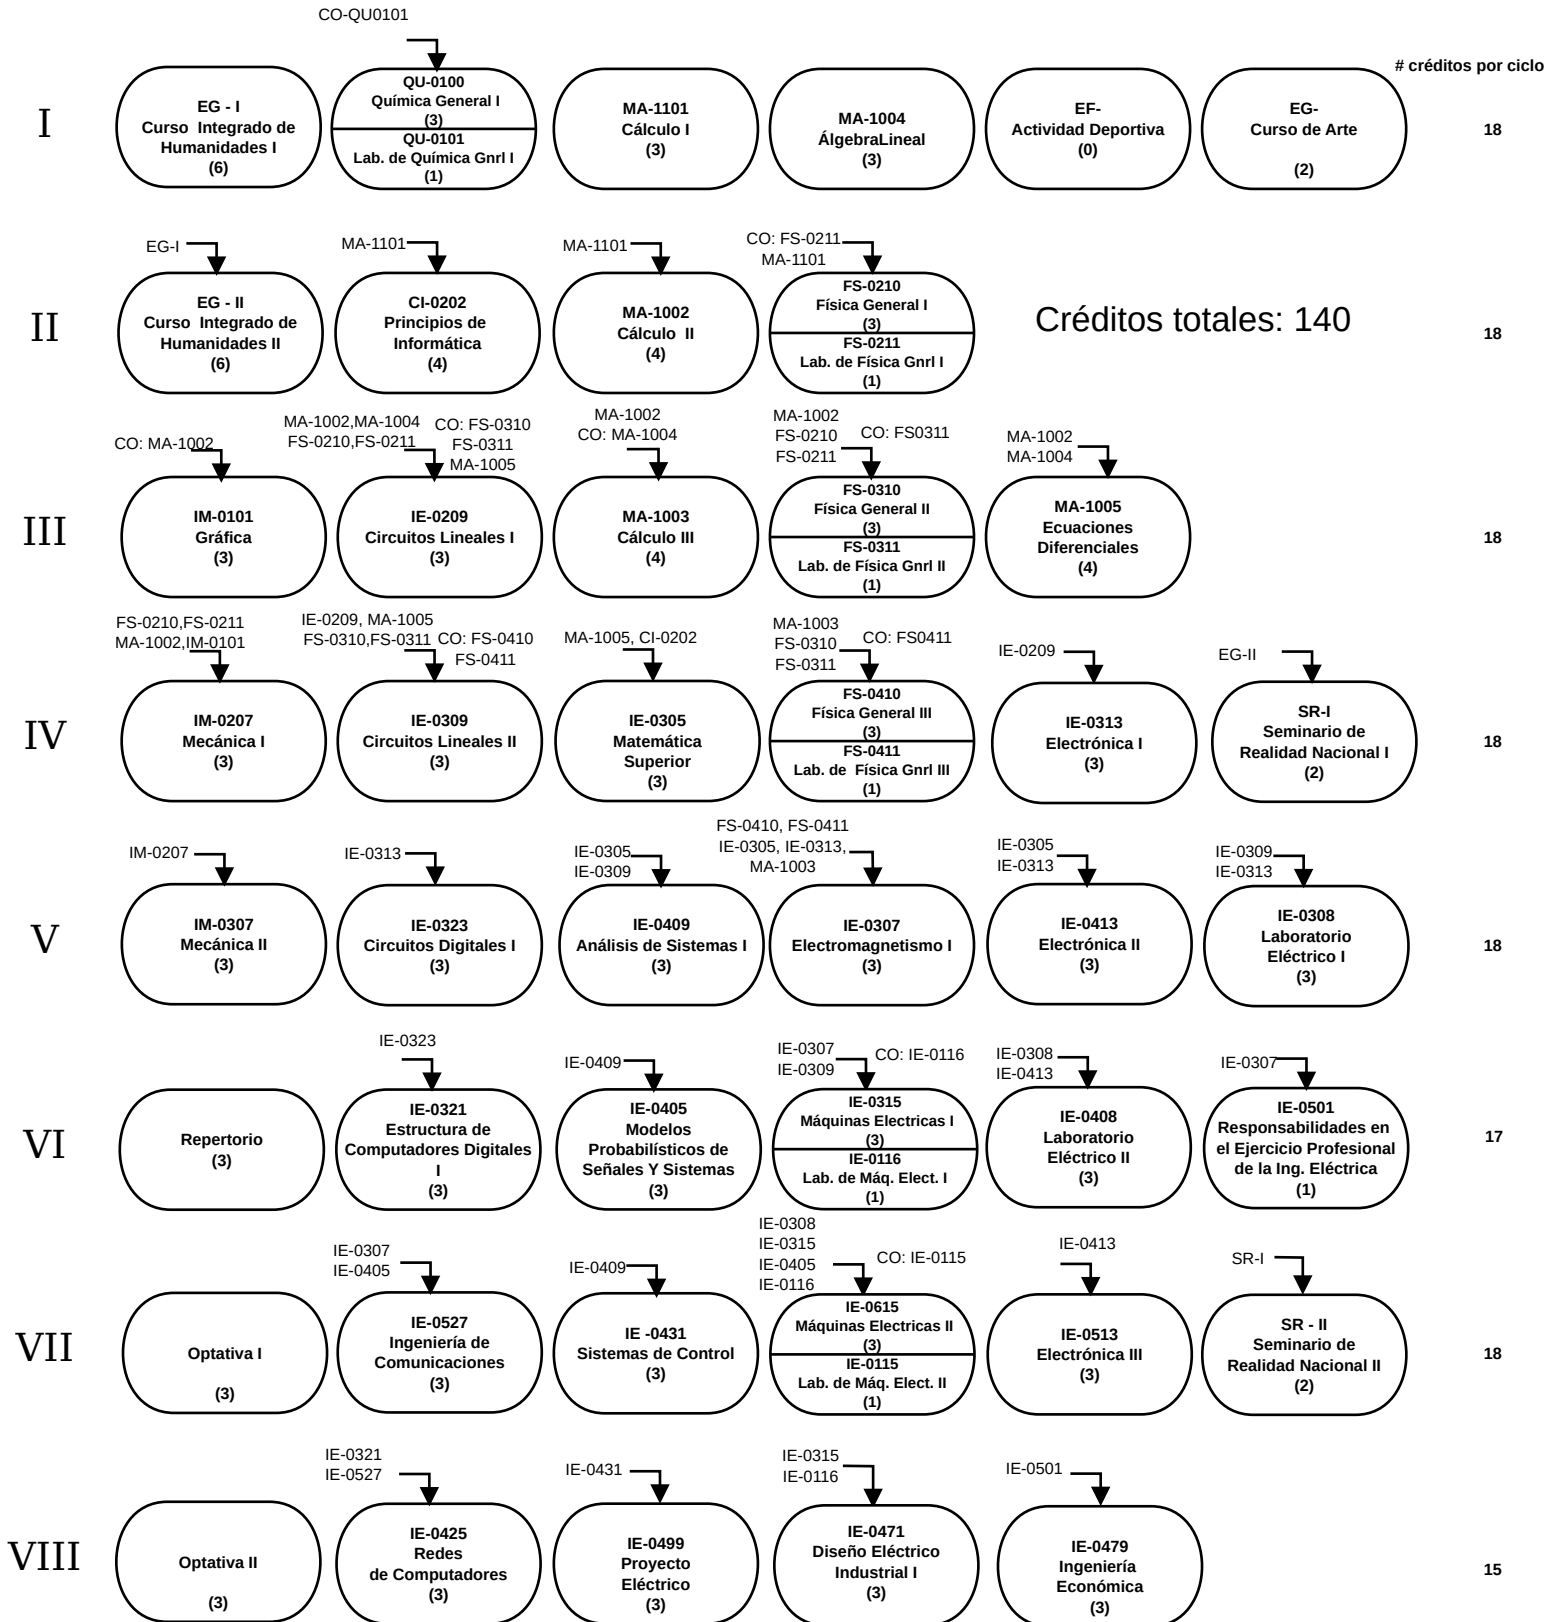 CO-QU0101
# créditos por ciclo
I
EG - I
Curso Integrado de
Humanidades I
(6)
QU-0100
Química General I
(3)
QU-0101
Lab. de Química Gnrl I
(1)
MA-1101
Cálculo I
(3)
MA-1004
ÁlgebraLineal
(3)
EF-
Actividad Deportiva
(0)
EG-
Curso de Arte
(2)
18
II
EG-I
EG - II
Curso Integrado de
Humanidades II
(6)
MA-1101
CI-0202
Principios de
Informática
(4)
MA-1101
MA-1002
Cálculo II
(4)
CO: FS-0211
MA-1101
FS-0210
Física General I
(3)
FS-0211
Lab. de Física Gnrl I
(1)
Créditos totales: 140
18
III
CO: MA-1002
IM-0101
Gráfica
(3)
MA-1002,MA-1004
FS-0210,FS-0211
CO: FS-0310
FS-0311
MA-1005
IE-0209
Circuitos Lineales I
(3)
MA-1002
CO: MA-1004
MA-1003
Cálculo III
(4)
MA-1002
FS-0210
FS-0211
CO: FS0311
FS-0310
Física General II
(3)
FS-0311
Lab. de Física Gnrl II
(1)
MA-1002
MA-1004
MA-1005
Ecuaciones
Diferenciales
(4)
18
IV
FS-0210,FS-0211
MA-1002,IM-0101
IM-0207
Mecánica I
(3)
IE-0209, MA-1005
FS-0310,FS-0311
CO: FS-0410
FS-0411
IE-0309
Circuitos Lineales II
(3)
MA-1005, CI-0202
IE-0305
Matemática
Superior
(3)
MA-1003
FS-0310
FS-0311
CO: FS0411
FS-0410
Física General III
(3)
FS-0411
Lab. de Física Gnrl III
(1)
IE-0209
IE-0313
Electrónica I
(3)
EG-II
SR-I
Seminario de
Realidad Nacional I
(2)
18
V
IM-0207
IM-0307
Mecánica II
(3)
IE-0313
IE-0323
Circuitos Digitales I
(3)
IE-0305
IE-0309
IE-0409
Análisis de Sistemas I
(3)
FS-0410, FS-0411
IE-0305, IE-0313,
MA-1003
IE-0307
Electromagnetismo I
(3)
IE-0305
IE-0313
IE-0413
Electrónica II
(3)
IE-0309
IE-0313
IE-0308
Laboratorio
Eléctrico I
(3)
18
VI
Repertorio
(3)
IE-0323
IE-0321
Estructura de
Computadores Digitales
I
(3)
IE-0409
IE-0405
Modelos
Probabilísticos de
Señales Y Sistemas
(3)
IE-0307
IE-0309
CO: IE-0116
IE-0315
Máquinas Electricas I
(3)
IE-0116
Lab. de Máq. Elect. I
(1)
IE-0308
IE-0413
IE-0408
Laboratorio
Eléctrico II
(3)
IE-0307
IE-0501
Responsabilidades en
el Ejercicio Profesional
de la Ing. Eléctrica
(1)
17
VII
Optativa I
(3)
IE-0307
IE-0405
IE-0527
Ingeniería de
Comunicaciones
(3)
IE-0409
IE -0431
Sistemas de Control
(3)
IE-0308
IE-0315
IE-0405
IE-0116
CO: IE-0115
IE-0615
Máquinas Electricas II
(3)
IE-0115
Lab. de Máq. Elect. II
(1)
IE-0413
IE-0513
Electrónica III
(3)
SR-I
SR - II
Seminario de
Realidad Nacional II
(2)
18
VIII
Optativa II
(3)
IE-0321
IE-0527
IE-0425
Redes
de Computadores
(3)
IE-0431
IE-0499
Proyecto
Eléctrico
(3)
IE-0315
IE-0116
IE-0471
Diseño Eléctrico
Industrial I
(3)
IE-0501
IE-0479
Ingeniería
Económica
(3)
15